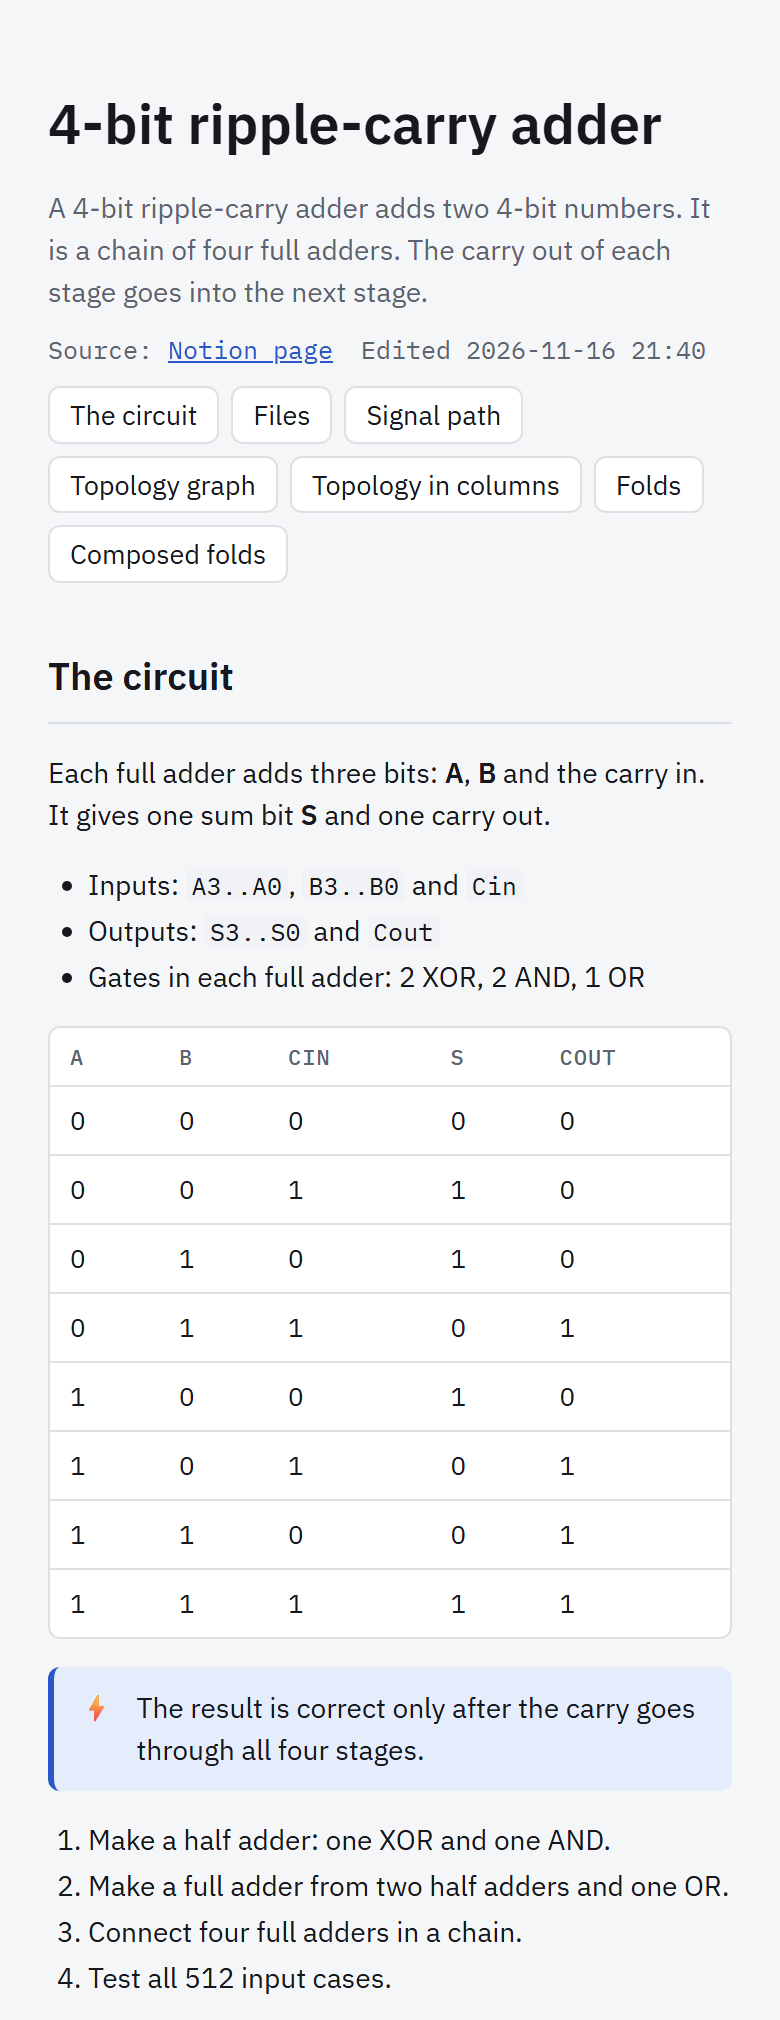 4-bit ripple-carry adder
A 4-bit ripple-carry adder adds two 4-bit numbers. It
is a chain of four full adders. The carry out of each
stage goes into the next stage.
Source: Notion page Edited 2026-11-16 21:40
The circuit Files Signal path
Topology graph Topology in columns Folds
Composed folds
The circuit
Each full adder adds three bits: A, B and the carry in.
It gives one sum bit S and one carry out.
• Inputs: A3..A0, B3..B0 and Cin
• Outputs: S3..S0 and Cout
• Gates in each full adder: 2 XOR, 2 AND, 1 OR
A B CIN S COUT
0 0 0 0 0
0 0 1 1 0
0 1 0 1 0
0 1 1 0 1
1 0 0 1 0
1 0 1 0 1
1 1 0 0 1
1 1 1 1 1
The result is correct only after the carry goes
through all four stages.
1. Make a half adder: one XOR and one AND.
2. Make a full adder from two half adders and one OR.
3. Connect four full adders in a chain.
4. Test all 512 input cases.